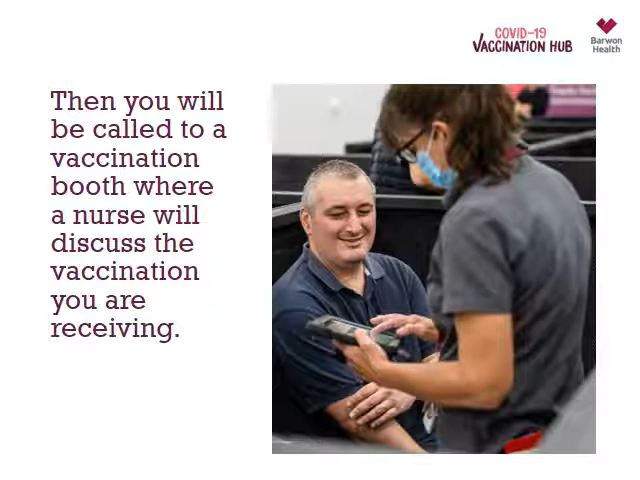 COVID-19
VACCINATION HUB
Barwon
Health
Then you will
be called to a
vaccination
booth where
a nurse will
discuss the
vaccination
you are
receiving.